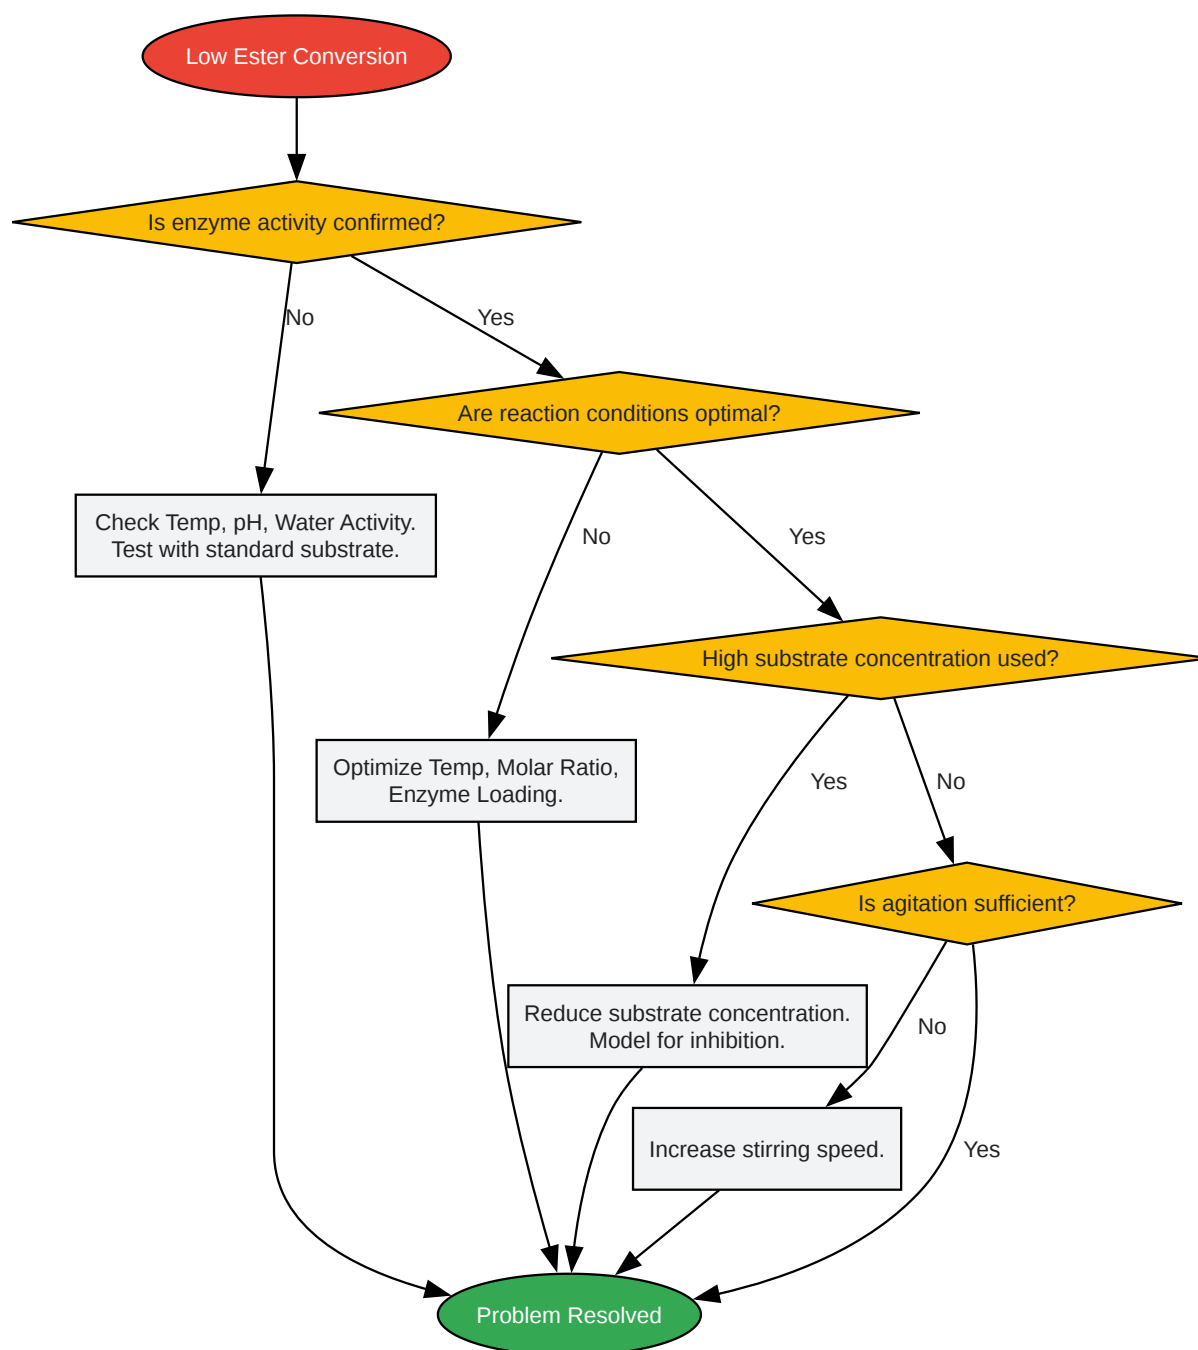 Low Ester Conversion
Is enzyme activity confirmed?
No
Yes
Are reaction conditions optimal?
Check Temp, pH, Water Activity.
Test with standard substrate.
No
Yes
High substrate concentration used?
Optimize Temp, Molar Ratio,
Enzyme Loading.
Yes
No
Is agitation sufficient?
Reduce substrate concentration.
Model for inhibition.
No
Increase stirring speed.
Yes
Problem Resolved